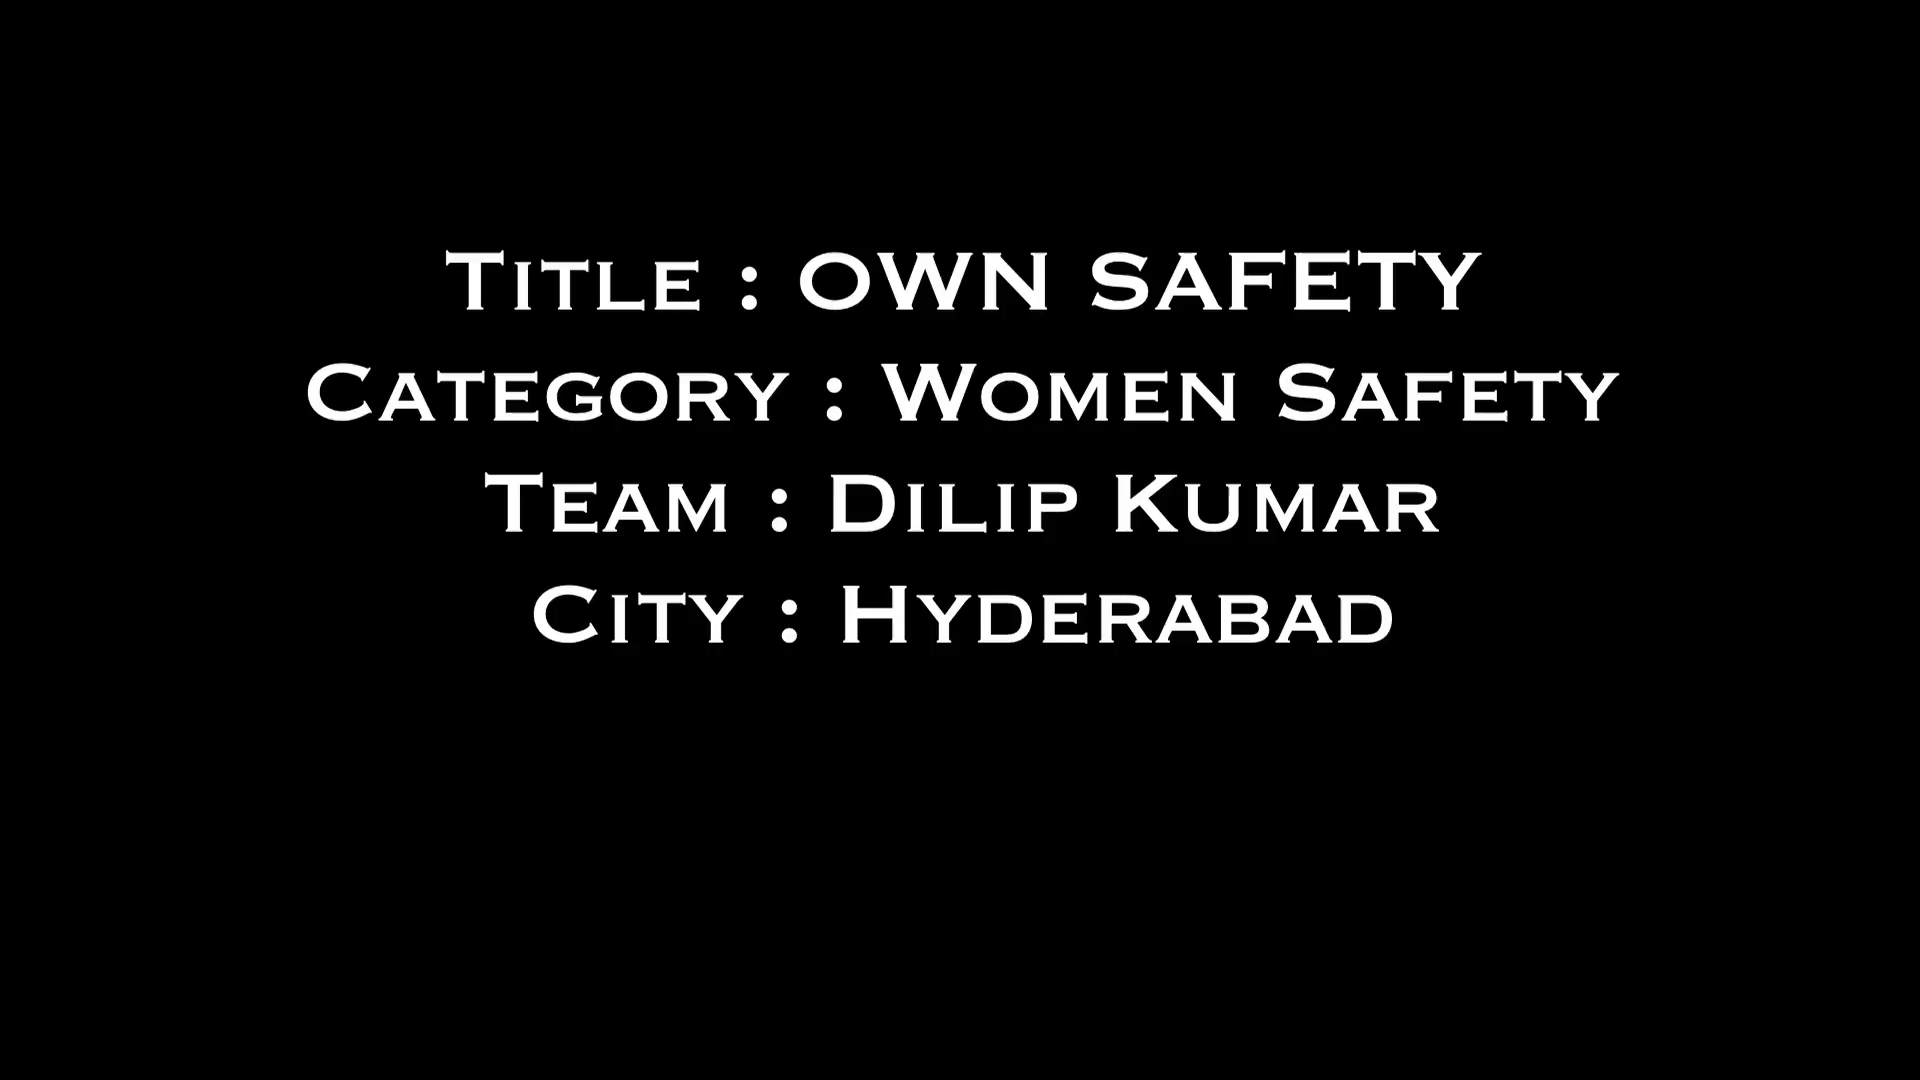 Title : OWN SAFETY
Category : Women Safety
Team : Dilip Kumar
City : Hyderabad